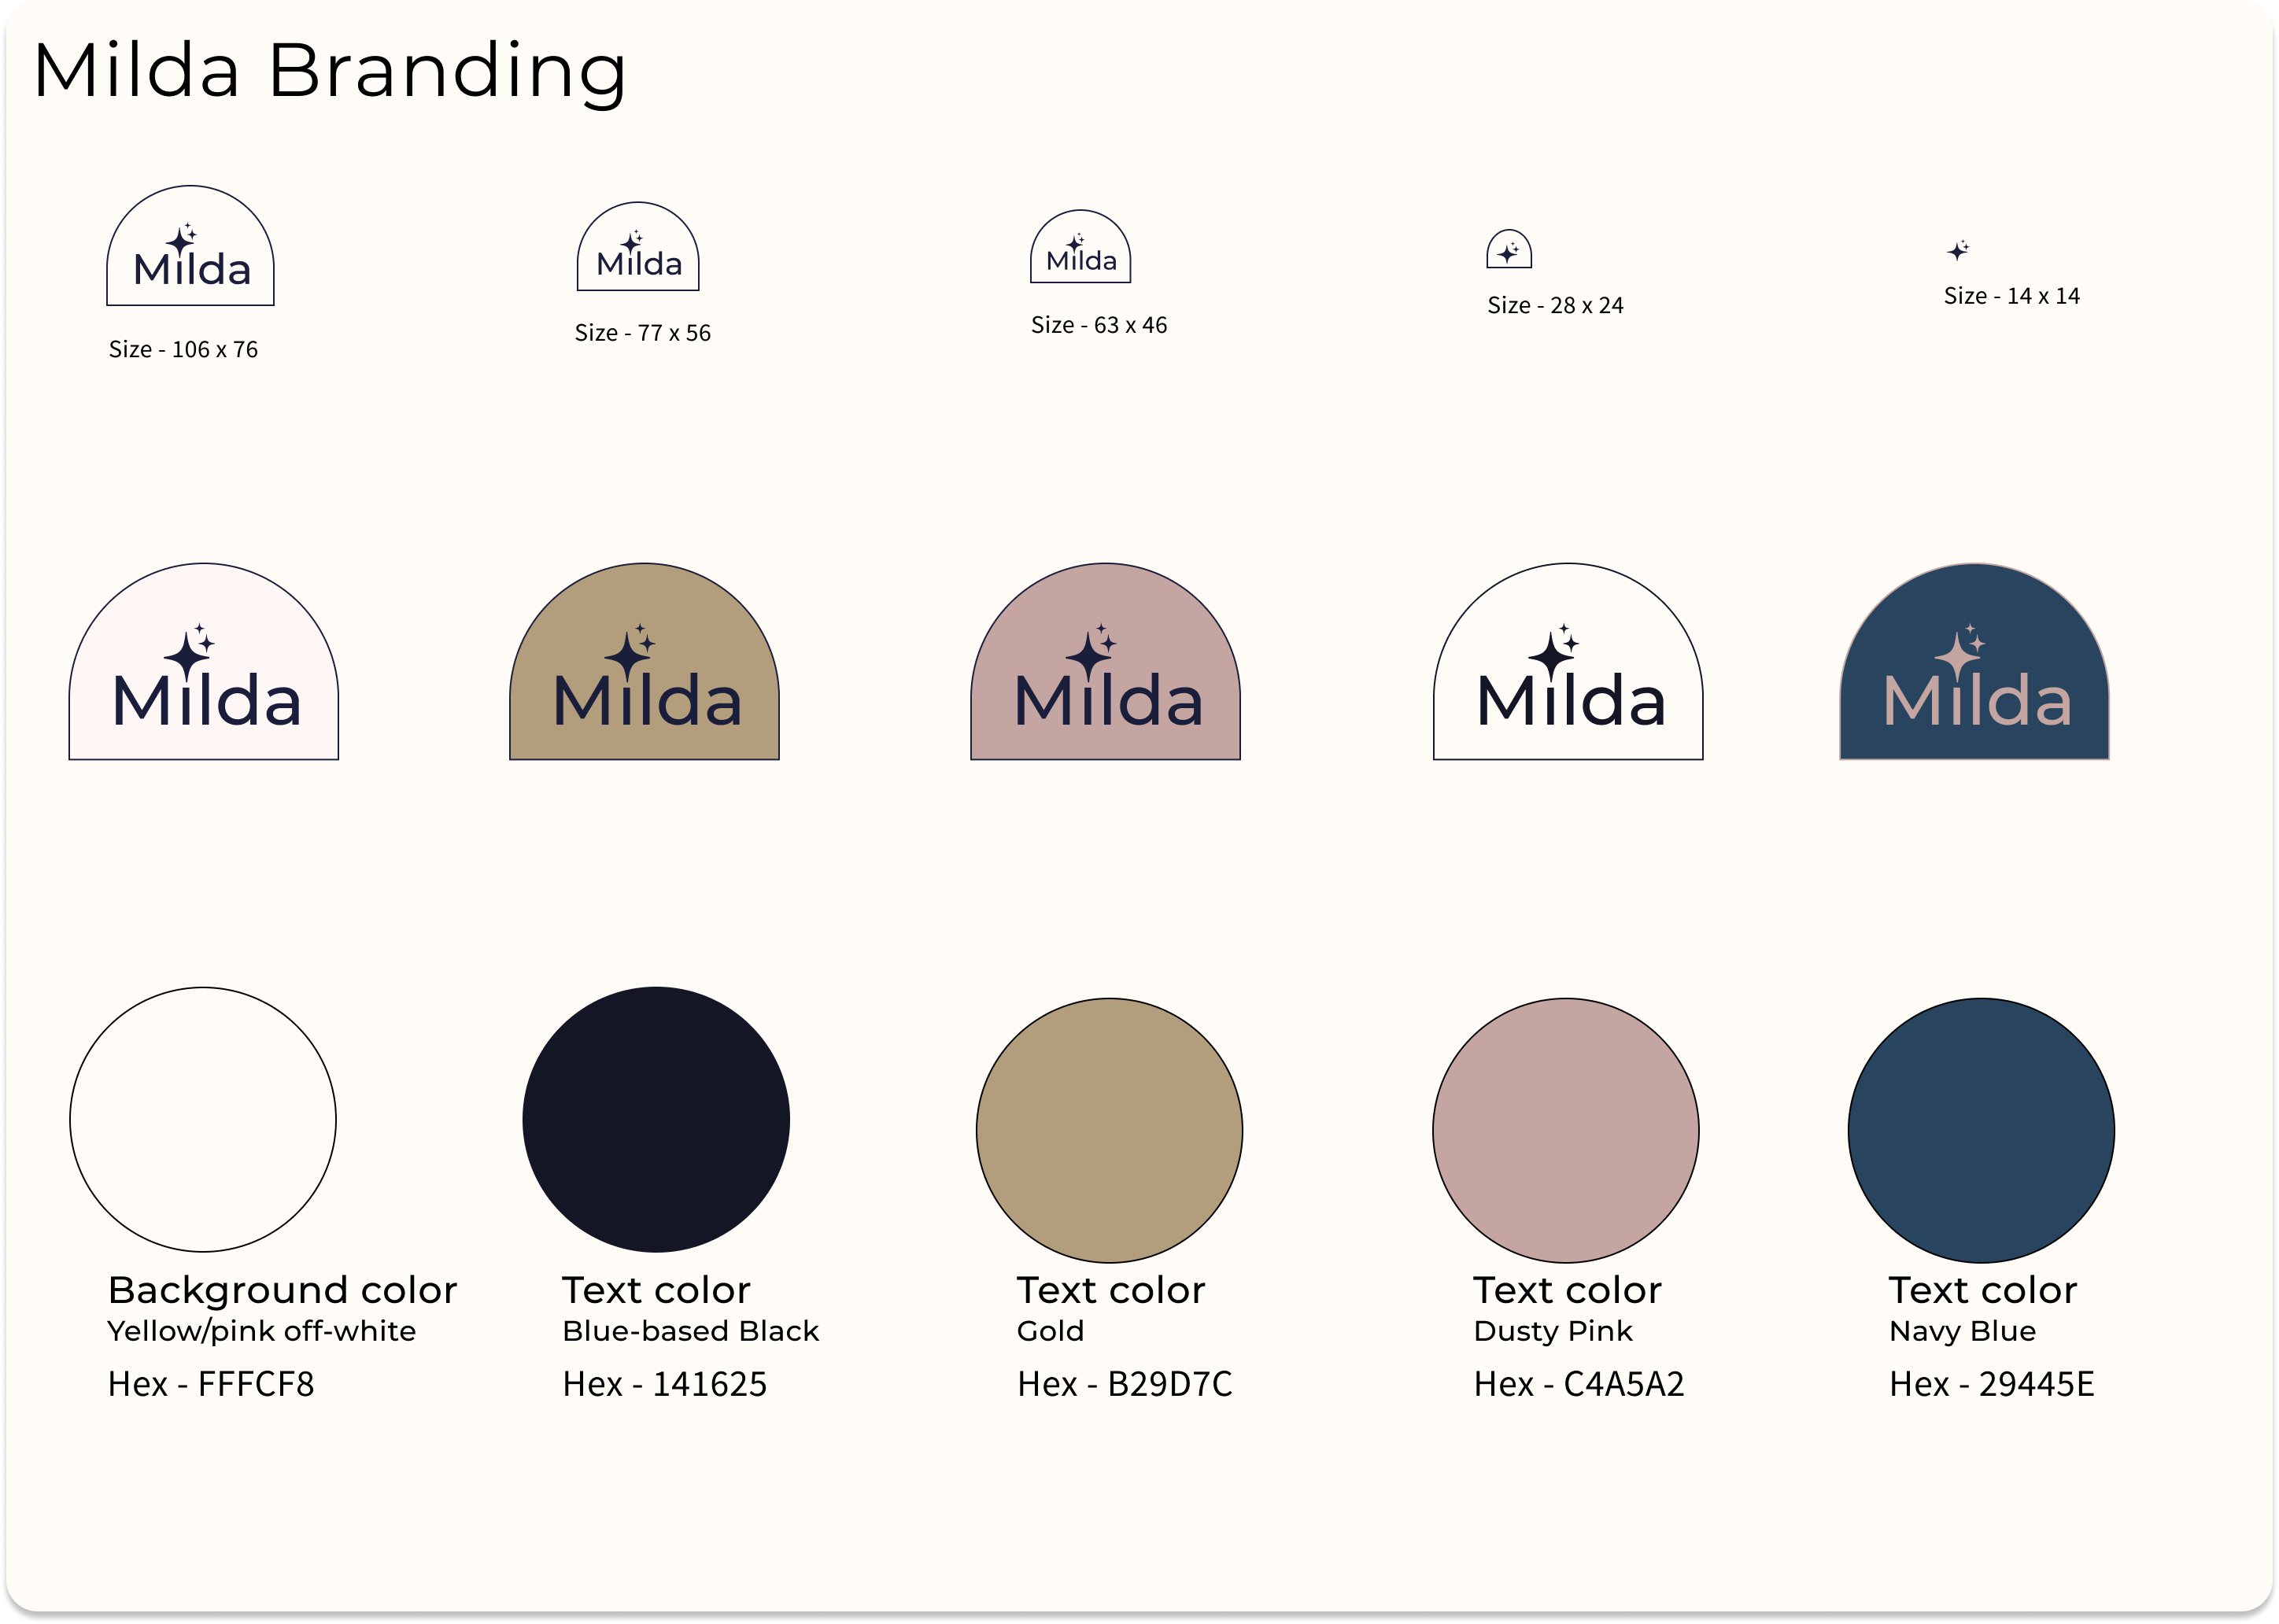 Milda Branding
Milda
Milda
Milda
Size - 106 x 76
Size - 77 x 56
Size - 63 x 46
Size - 28 x 24
Size - 14 x 14
Milda
Milda
Milda
Milda
Milda
Background color
Yellow/pink off-white
Hex - FFFCF8
Text color
Blue-based Black
Hex - 141625
Text color
Gold
Hex - B29D7C
Text color
Dusty Pink
Hex - C4A5A2
Text color
Navy Blue
Hex - 29445E